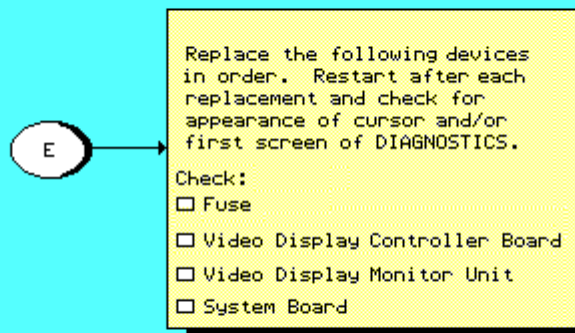 Replace the following devices
in order. Restart after each
replacement and check for
appearance of cursor and/or
first screen of DIAGNOSTICS.
E
Check:
Fuse
Video Display Controller Board
Video Display Monitor Unit
System Board